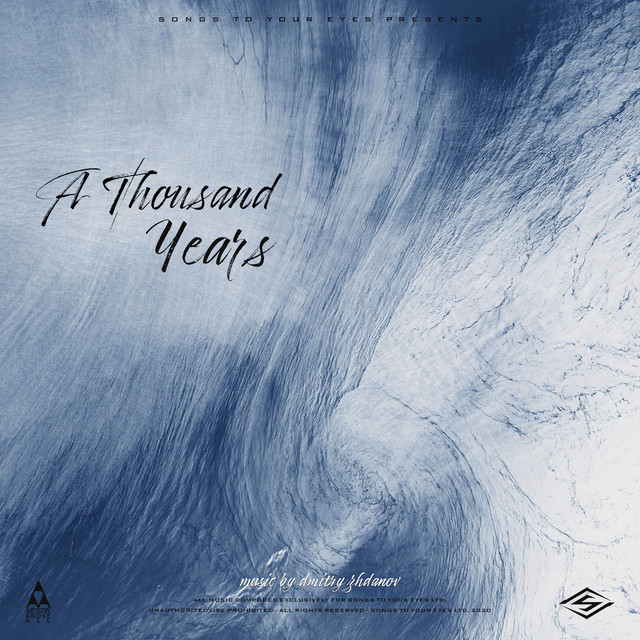 SONGS TO YOUR EYES PRESENTS
A Thousand
Years
music by dmitry zhdanov
ALL MUSIC COMPOSED EXCLUSIVELY FOR SONGS TO YOUR EYES LTD.
UNAUTHORIZED USE PROHIBITED · ALL RIGHTS RESERVED · SONGS TO YOUR EYES LTD. 2020